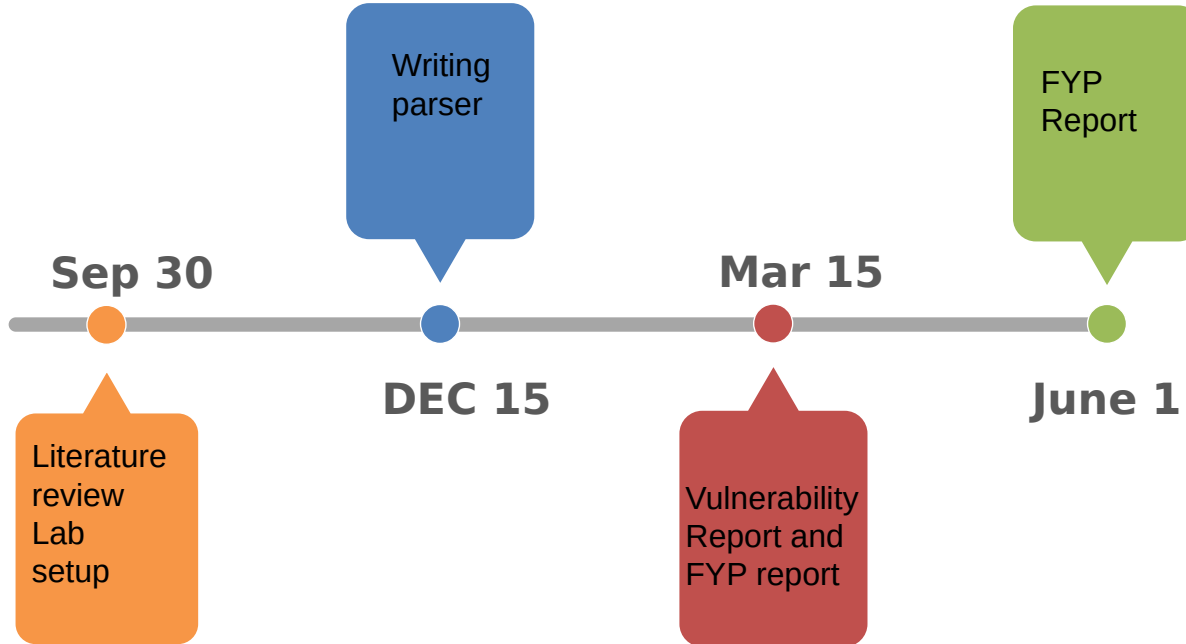 Writing
parser
FYP
Report
Sep 30
Mar 15
DEC 15
June 1
Literature
review
Lab
setup
Vulnerability
Report and
FYP report